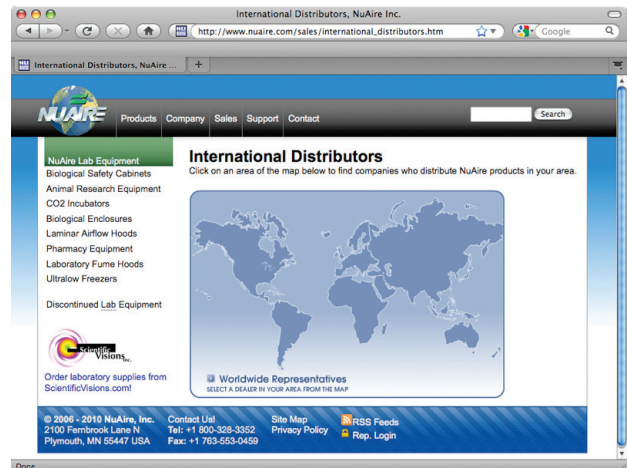 International Distributors, NuAire Inc.
http://www.nuaire.com/sales/international_distributors.htm
Google
International Distributors, NuAire ...
NUAIRE
Products Company Sales Support Contact
Search
NuAire Lab Equipment
Biological Safety Cabinets
Animal Research Equipment
CO2 Incubators
Biological Enclosures
Laminar Airflow Hoods
Pharmacy Equipment
Laboratory Fume Hoods
Ultralow Freezers
Discontinued Lab Equipment
Scientific
Visions Inc.
Order laboratory supplies from
ScientificVisions.com!
International Distributors
Click on an area of the map below to find companies who distribute NuAire products in your area.
Worldwide Representatives
SELECT A DEALER IN YOUR AREA FROM THE MAP
© 2006 - 2010 NuAire, Inc.
2100 Fernbrook Lane N
Plymouth, MN 55447 USA
Contact Us!
Tel: +1 800-328-3352
Fax: +1 763-553-0459
Site Map
Privacy Policy
RSS Feeds
Rep. Login
Done